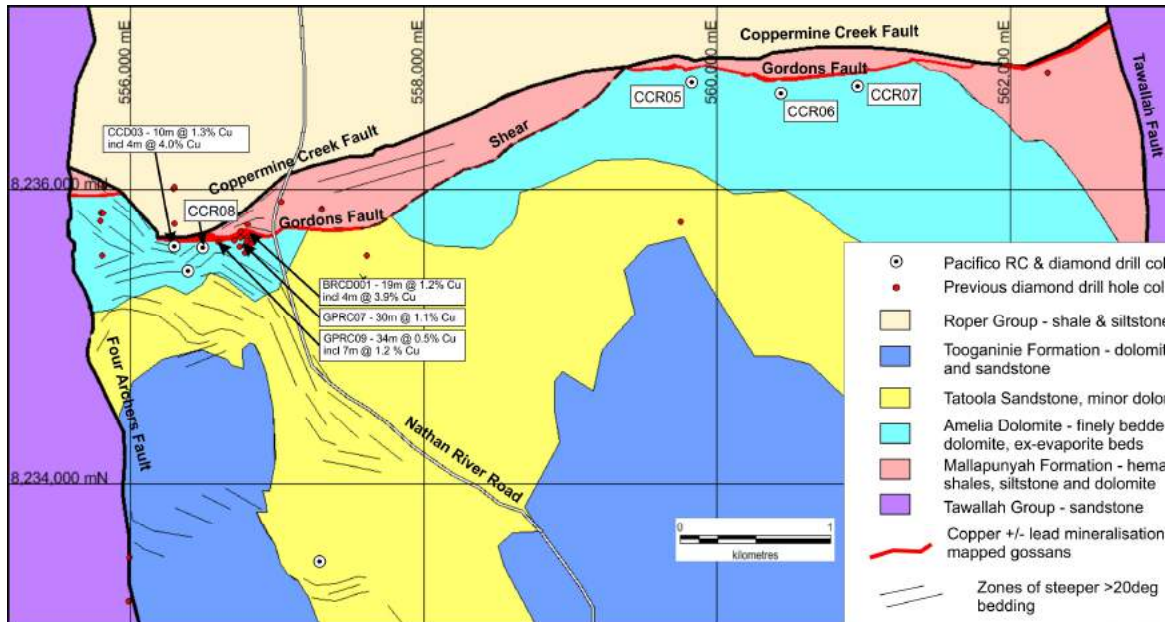 556,000 mE
558,000 mE
560,000 mE
562,000 mE
Coppermine Creek Fault
Gordons Fault
Tawallah Fault
CCR05
CCR06
CCR07
CCD03 - 10m @ 1.3% Cu
incl 4m @ 4.0% Cu
Shear
Coppermine Creek Fault
8,236,000 mN
CCR08
Gordons Fault
BRCD001 - 19m @ 1.2% Cu
incl 4m @ 3.9% Cu
GPRC07 - 30m @ 1.1% Cu
GPRC09 - 34m @ 0.5% Cu
incl 7m @ 1.2 % Cu
Four Archers Fault
Nathan River Road
8,234,000 mN
0 1
kilometres
Pacifico RC & diamond drill col
Previous diamond drill hole col
Roper Group - shale & siltstone
Tooganinie Formation - dolomit
and sandstone
Tatoola Sandstone, minor dolor
Amelia Dolomite - finely bedde
dolomite, ex-evaporite beds
Mallapunyah Formation - hema
shales, siltstone and dolomite
Tawallah Group - sandstone
Copper +/- lead mineralisation
mapped gossans
Zones of steeper >20deg
bedding